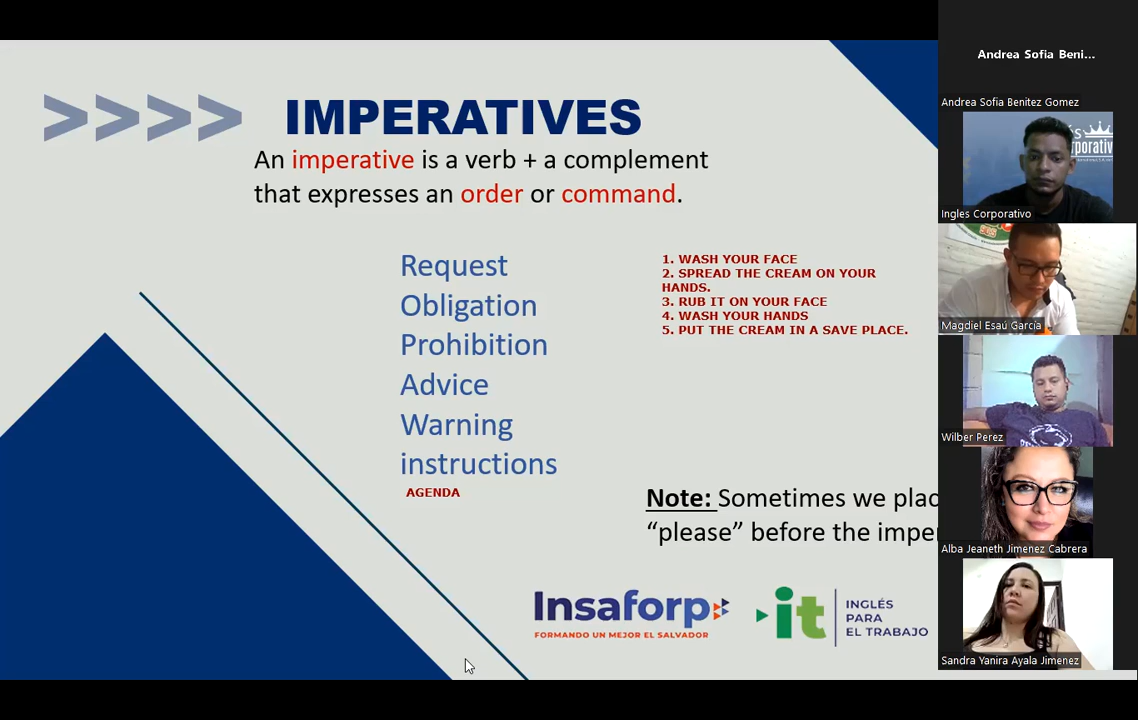 >>>> IMPERATIVES
An imperative is a verb + a complement
that expresses an order or command.
Request
Obligation
Prohibition
Advice
Warning
instructions
AGENDA
1. WASH YOUR FACE
2. SPREAD THE CREAM ON YOUR
HANDS.
3. RUB IT ON YOUR FACE
4. WASH YOUR HANDS
5. PUT THE CREAM IN A SAVE PLACE.
Note: Sometimes we plac
“please” before the impe
Insaforp
FORMANDO UN MEJOR EL SALVADOR
it
INGLÉS
PARA
EL TRABAJO
Andrea Sofia Beni...
Andrea Sofia Benitez Gomez
Ingles Corporativo
Magdiel Esaú García
Wilber Perez
Alba Jeaneth Jimenez Cabrera
Sandra Yanira Ayala Jimenez